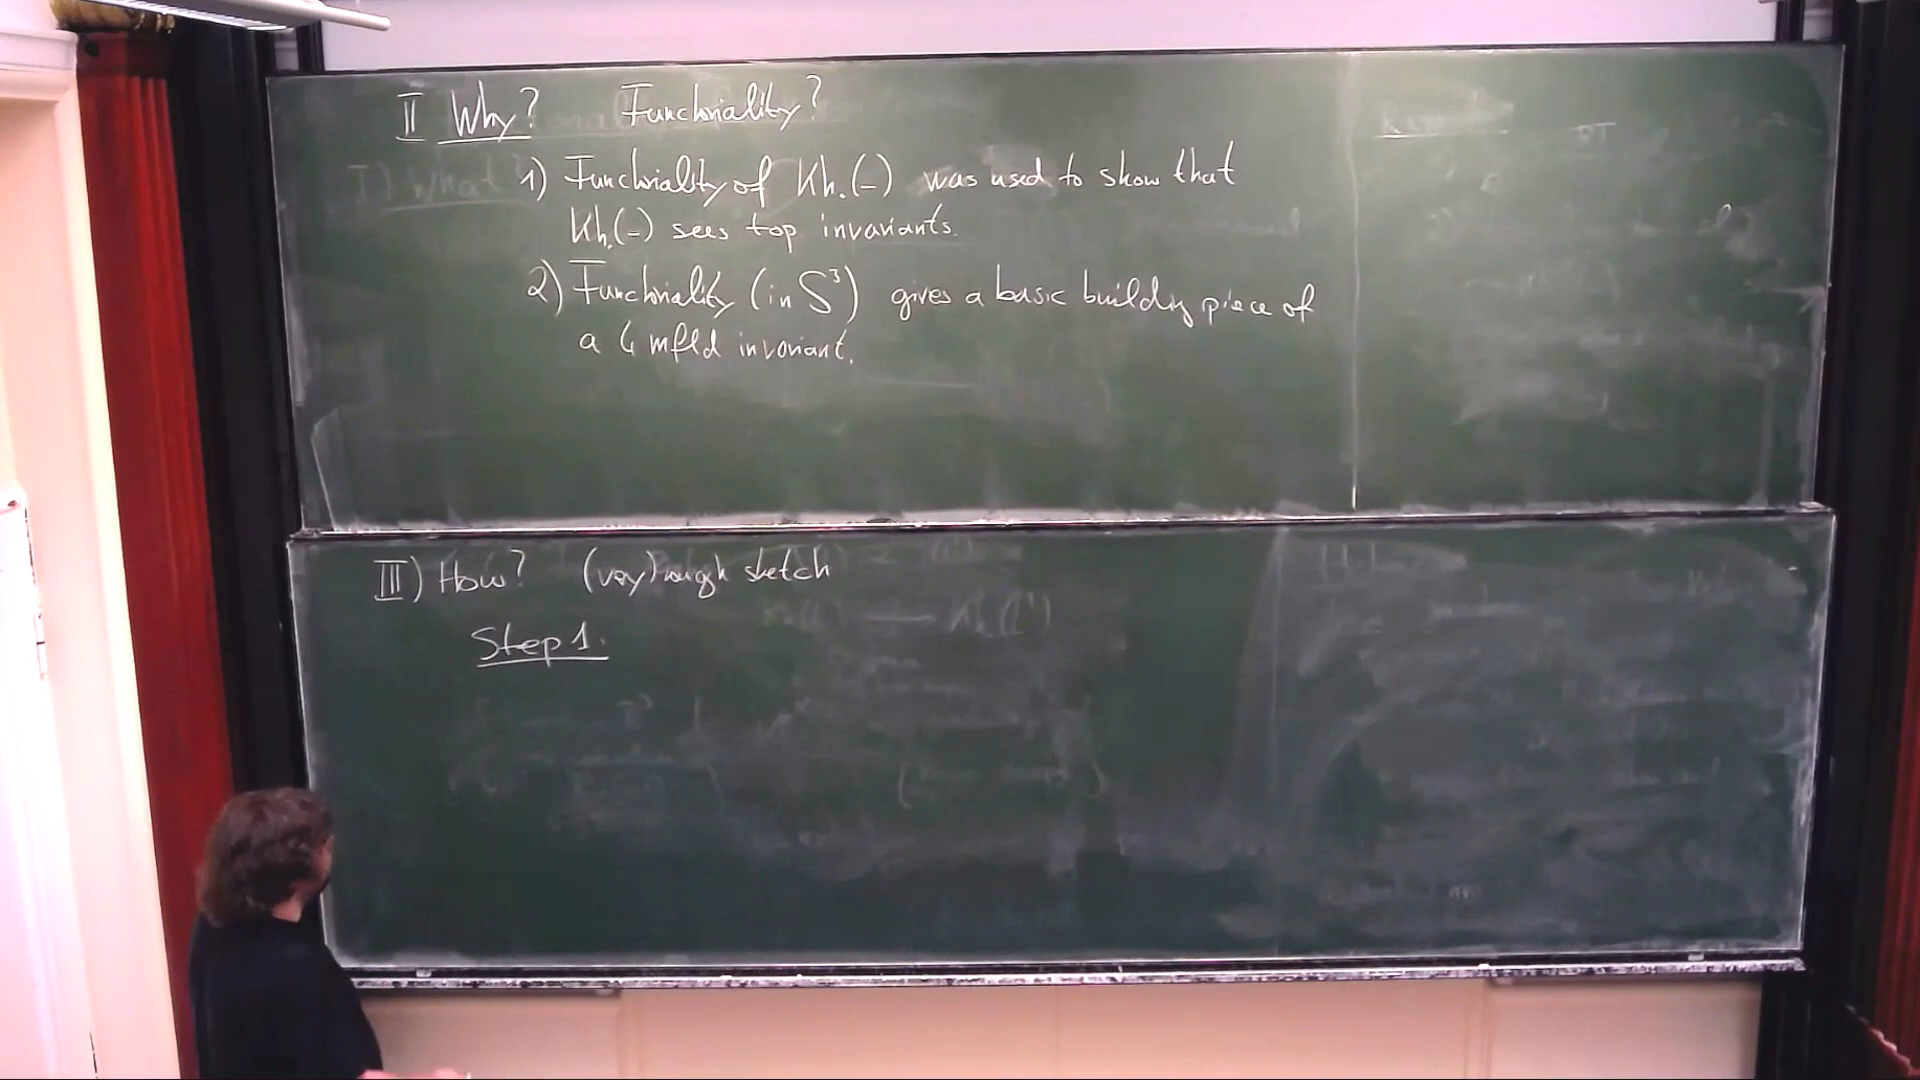 II Why? Functoriality?
1) Functoriality of Kh.(-) was used to show that
Kh.(-) sees top invariants.
2) Functoriality (in S³) gives a basic building piece of
a 4 mfld invariant.
III) How? (very) rough sketch
Step 1.